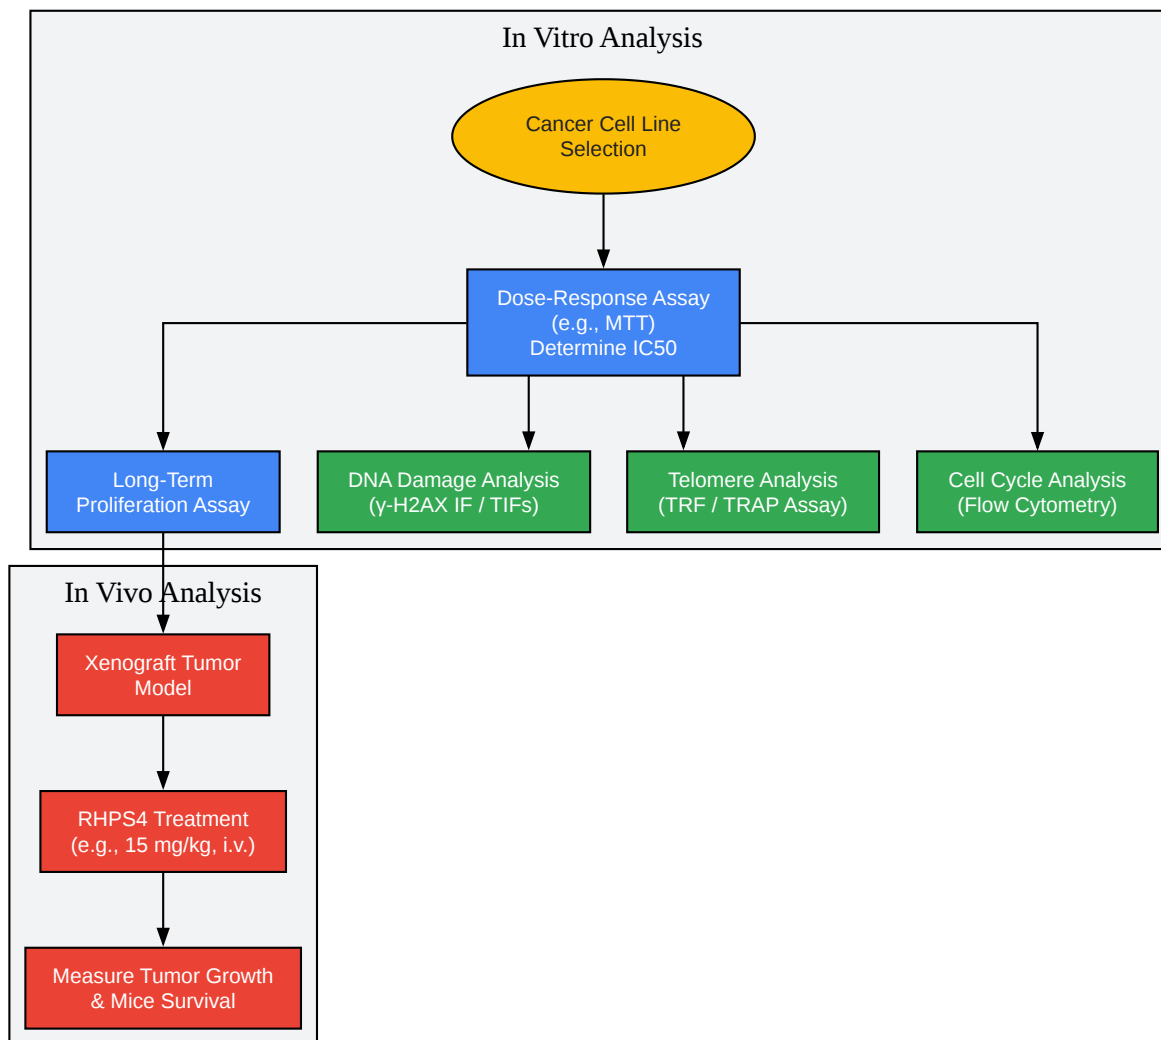 In Vitro Analysis
Cancer Cell Line
Selection
Dose-Response Assay
(e.g., MTT)
Determine IC50
Long-Term
Proliferation Assay
DNA Damage Analysis
(γ-H2AX IF / TIFs)
Telomere Analysis
(TRF / TRAP Assay)
Cell Cycle Analysis
(Flow Cytometry)
In Vivo Analysis
Xenograft Tumor
Model
RHPS4 Treatment
(e.g., 15 mg/kg, i.v.)
Measure Tumor Growth
& Mice Survival